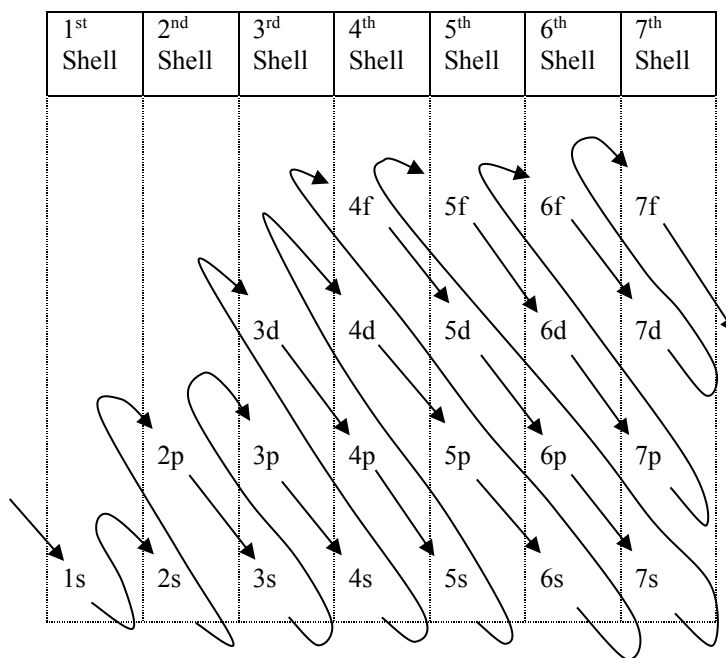 1st 2nd 3rd 4th 5th 6th 7th
Shell Shell Shell Shell Shell Shell Shell
4f 5f 6f 7f
3d 4d 5d 6d 7d
2p 3p 4p 5p 6p 7p
1s 2s 3s 4s 5s 6s 7s